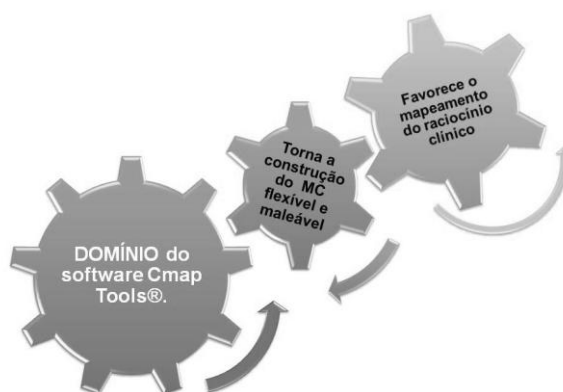 DOMÍNIO do
software Cmap
Tools®.
Torna a
construção
do MC
flexível e
maleável
Favorece o
mapeamento
do raciocínio
clínico